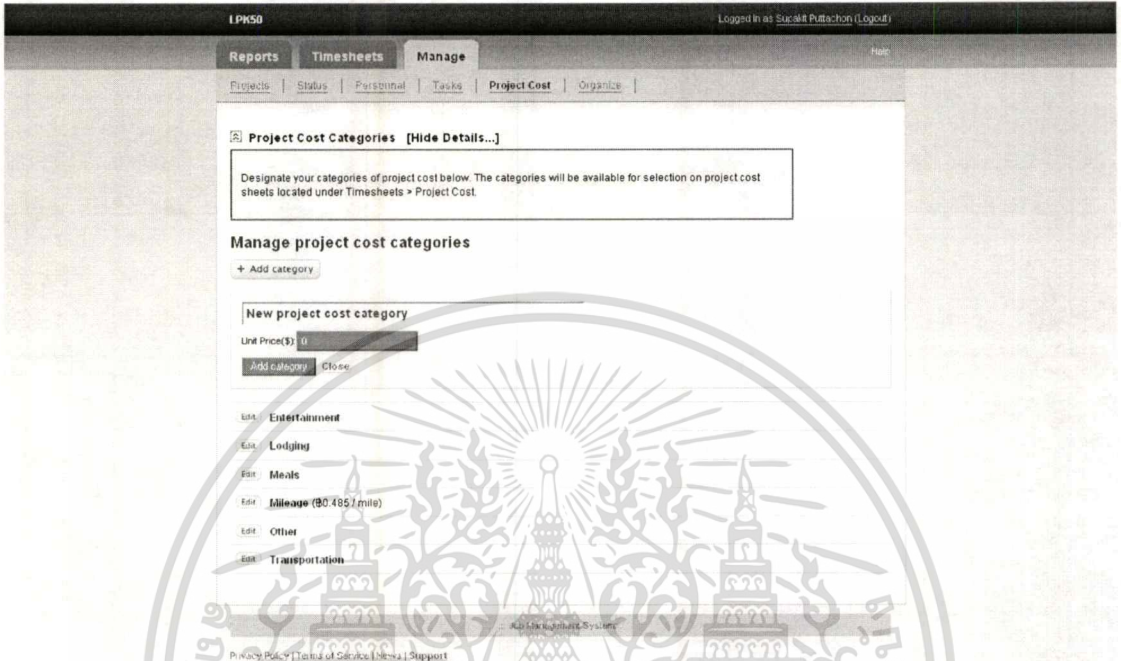 LPK50
Logged in as Supakit Puttachon (Logout)
Reports Timesheets Manage Help
Projects | Status | Personnal | Tasks | Project Cost | Organize |
Project Cost Categories [Hide Details...]
Designate your categories of project cost below. The categories will be available for selection on project cost
sheets located under Timesheets > Project Cost.
Manage project cost categories
+ Add category
New project cost category
Unit Price($): 0
Add category Close
Edit Entertainment
Edit Lodging
Edit Meals
Edit Mileage (฿0.485 / mile)
Edit Other
Edit Transportation
Management System
Privacy Policy | Terms of Service | News | Support